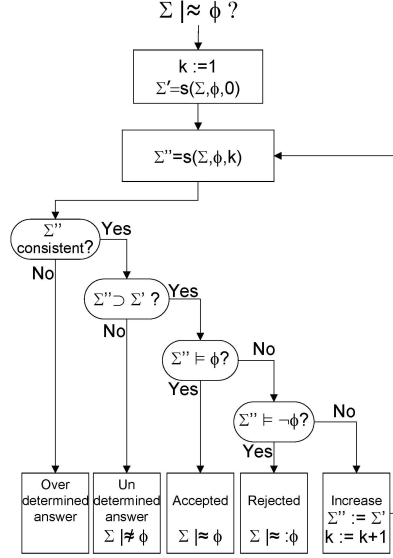 Σ |≈ ϕ ?
k :=1
Σ'=s(Σ,ϕ,0)
Σ''=s(Σ,ϕ,k)
Σ''
consistent?
Yes
No
Σ''⊃ Σ' ?
Yes
No
Σ'' ⊨ ϕ?
No
Yes
Σ'' ⊨ ¬ϕ?
No
Yes
Over
determined
answer
Un
determined
answer
Σ |≉ ϕ
Accepted
Σ |≈ ϕ
Rejected
Σ |≈ :ϕ
Increase
Σ'' := Σ'
k := k+1